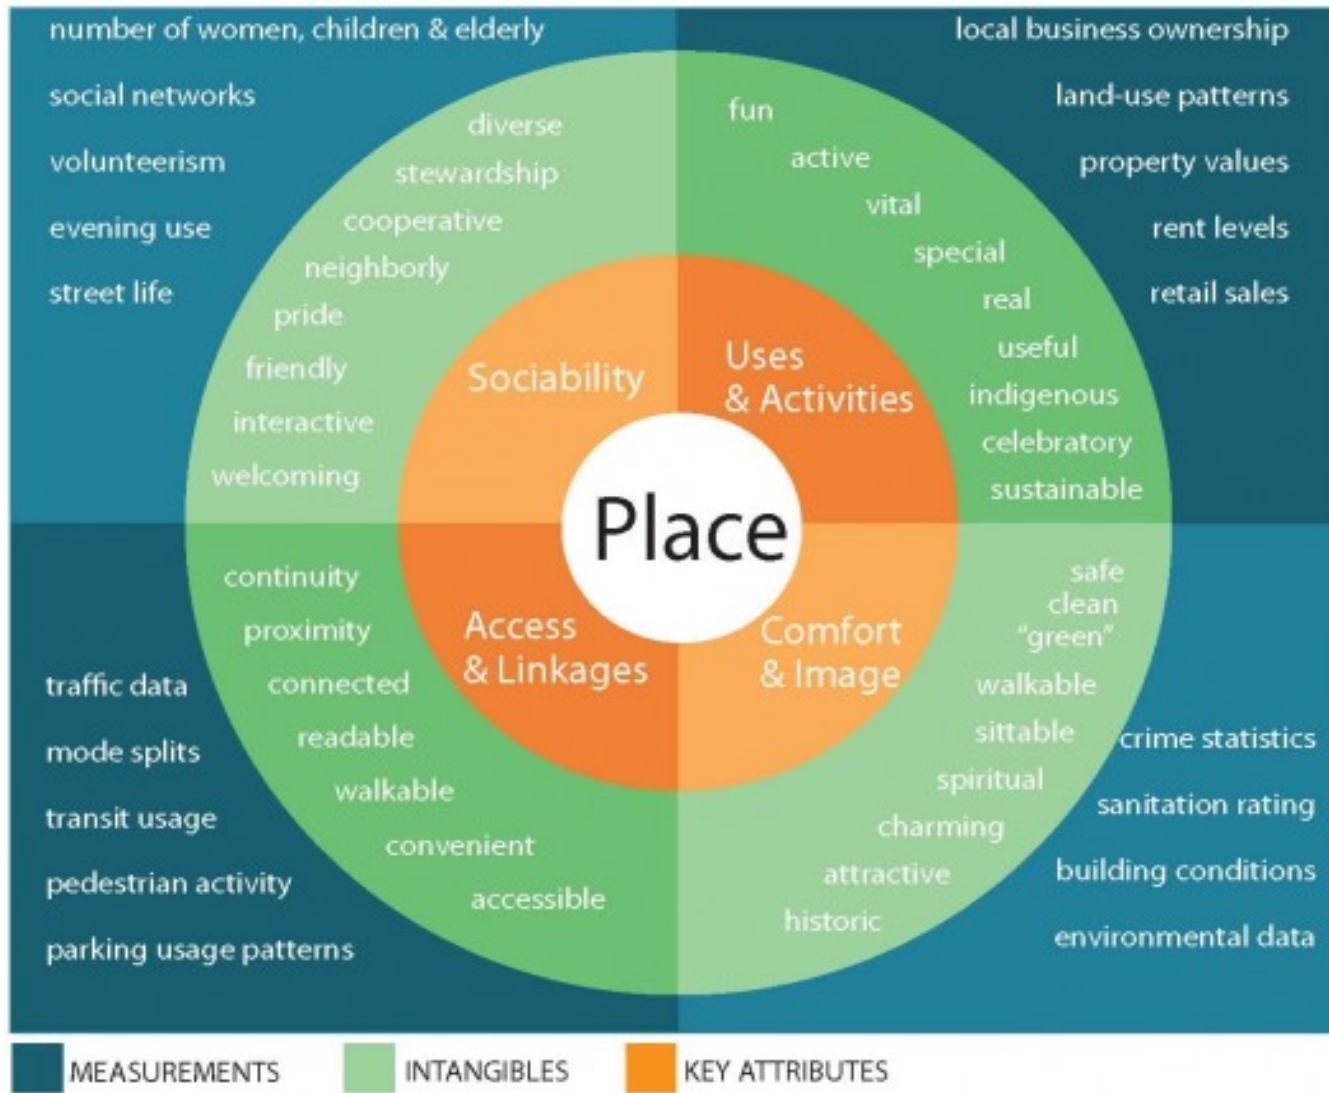 number of women, children & elderly
social networks
volunteerism
evening use
street life
local business ownership
land-use patterns
property values
rent levels
retail sales
diverse
stewardship
cooperative
neighborly
pride
friendly
interactive
welcoming
fun
active
vital
special
real
useful
indigenous
celebratory
sustainable
Sociability
Uses
& Activities
Place
Access
& Linkages
Comfort
& Image
continuity
proximity
connected
readable
walkable
convenient
accessible
safe
clean
"green"
walkable
sittable
spiritual
charming
attractive
historic
traffic data
mode splits
transit usage
pedestrian activity
parking usage patterns
crime statistics
sanitation rating
building conditions
environmental data
MEASUREMENTS
INTANGIBLES
KEY ATTRIBUTES